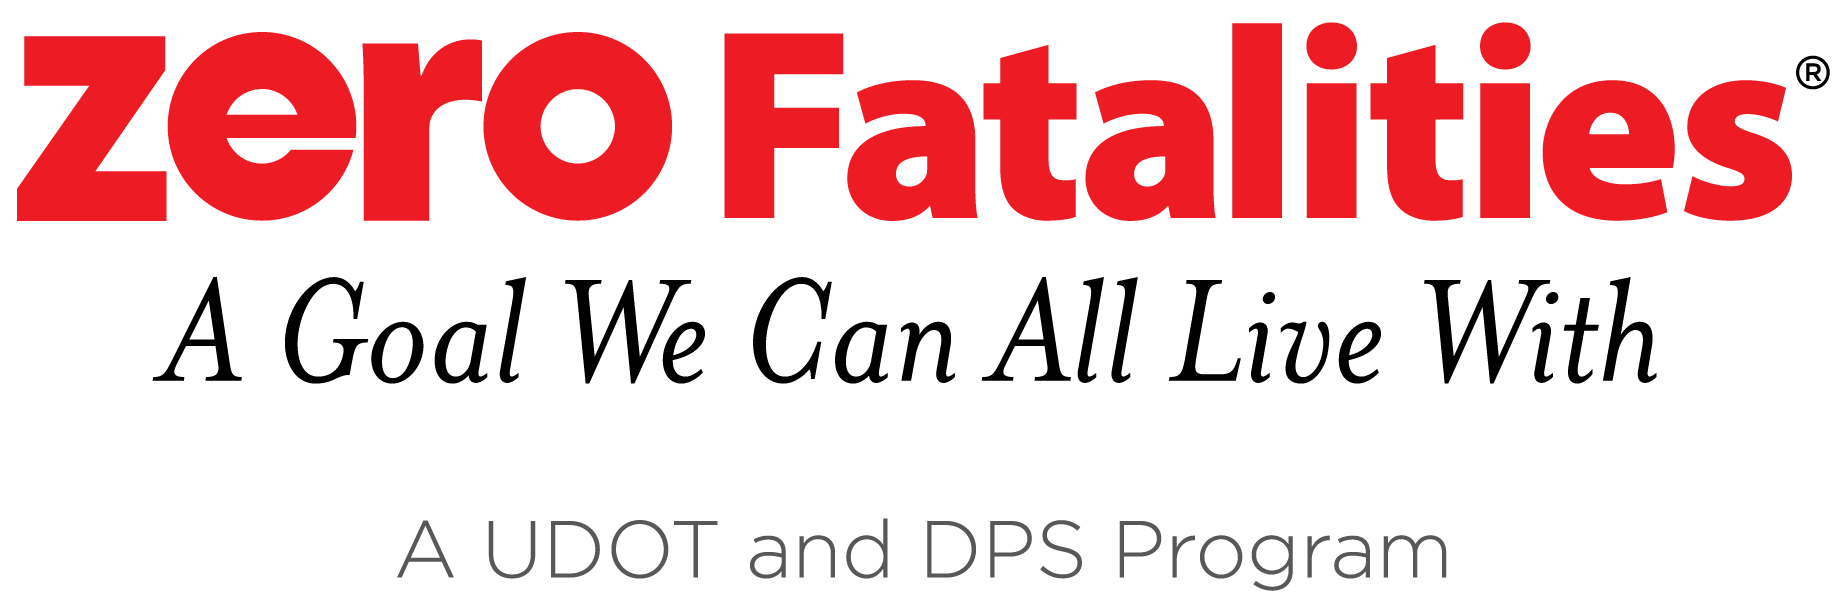 zero Fatalities®
A Goal We Can All Live With
A UDOT and DPS Program